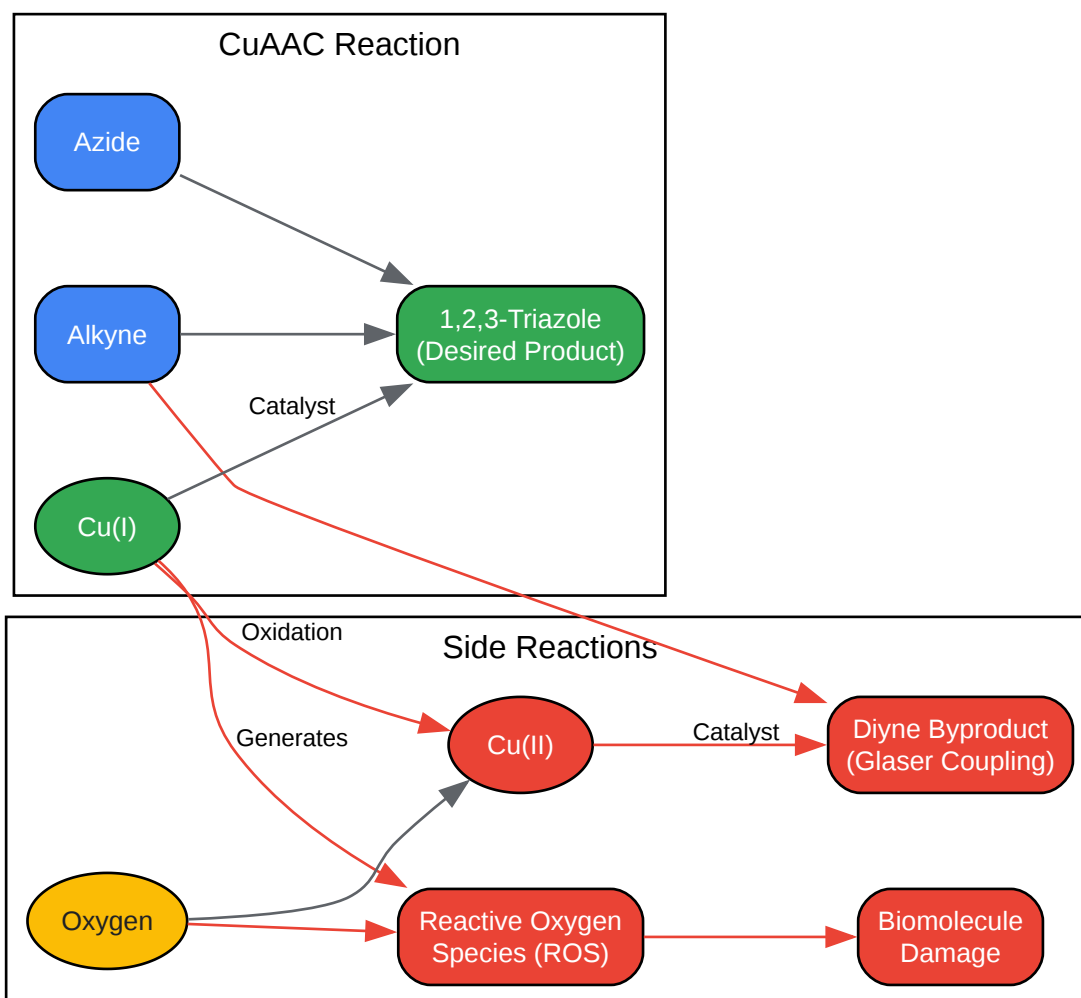 CuAAC Reaction
Azide
Alkyne
1,2,3-Triazole
(Desired Product)
Catalyst
Cu(I)
Oxidation
Side Reactions
Generates
Cu(II)
Catalyst
Diyne Byproduct
(Glaser Coupling)
Oxygen
Reactive Oxygen
Species (ROS)
Biomolecule
Damage